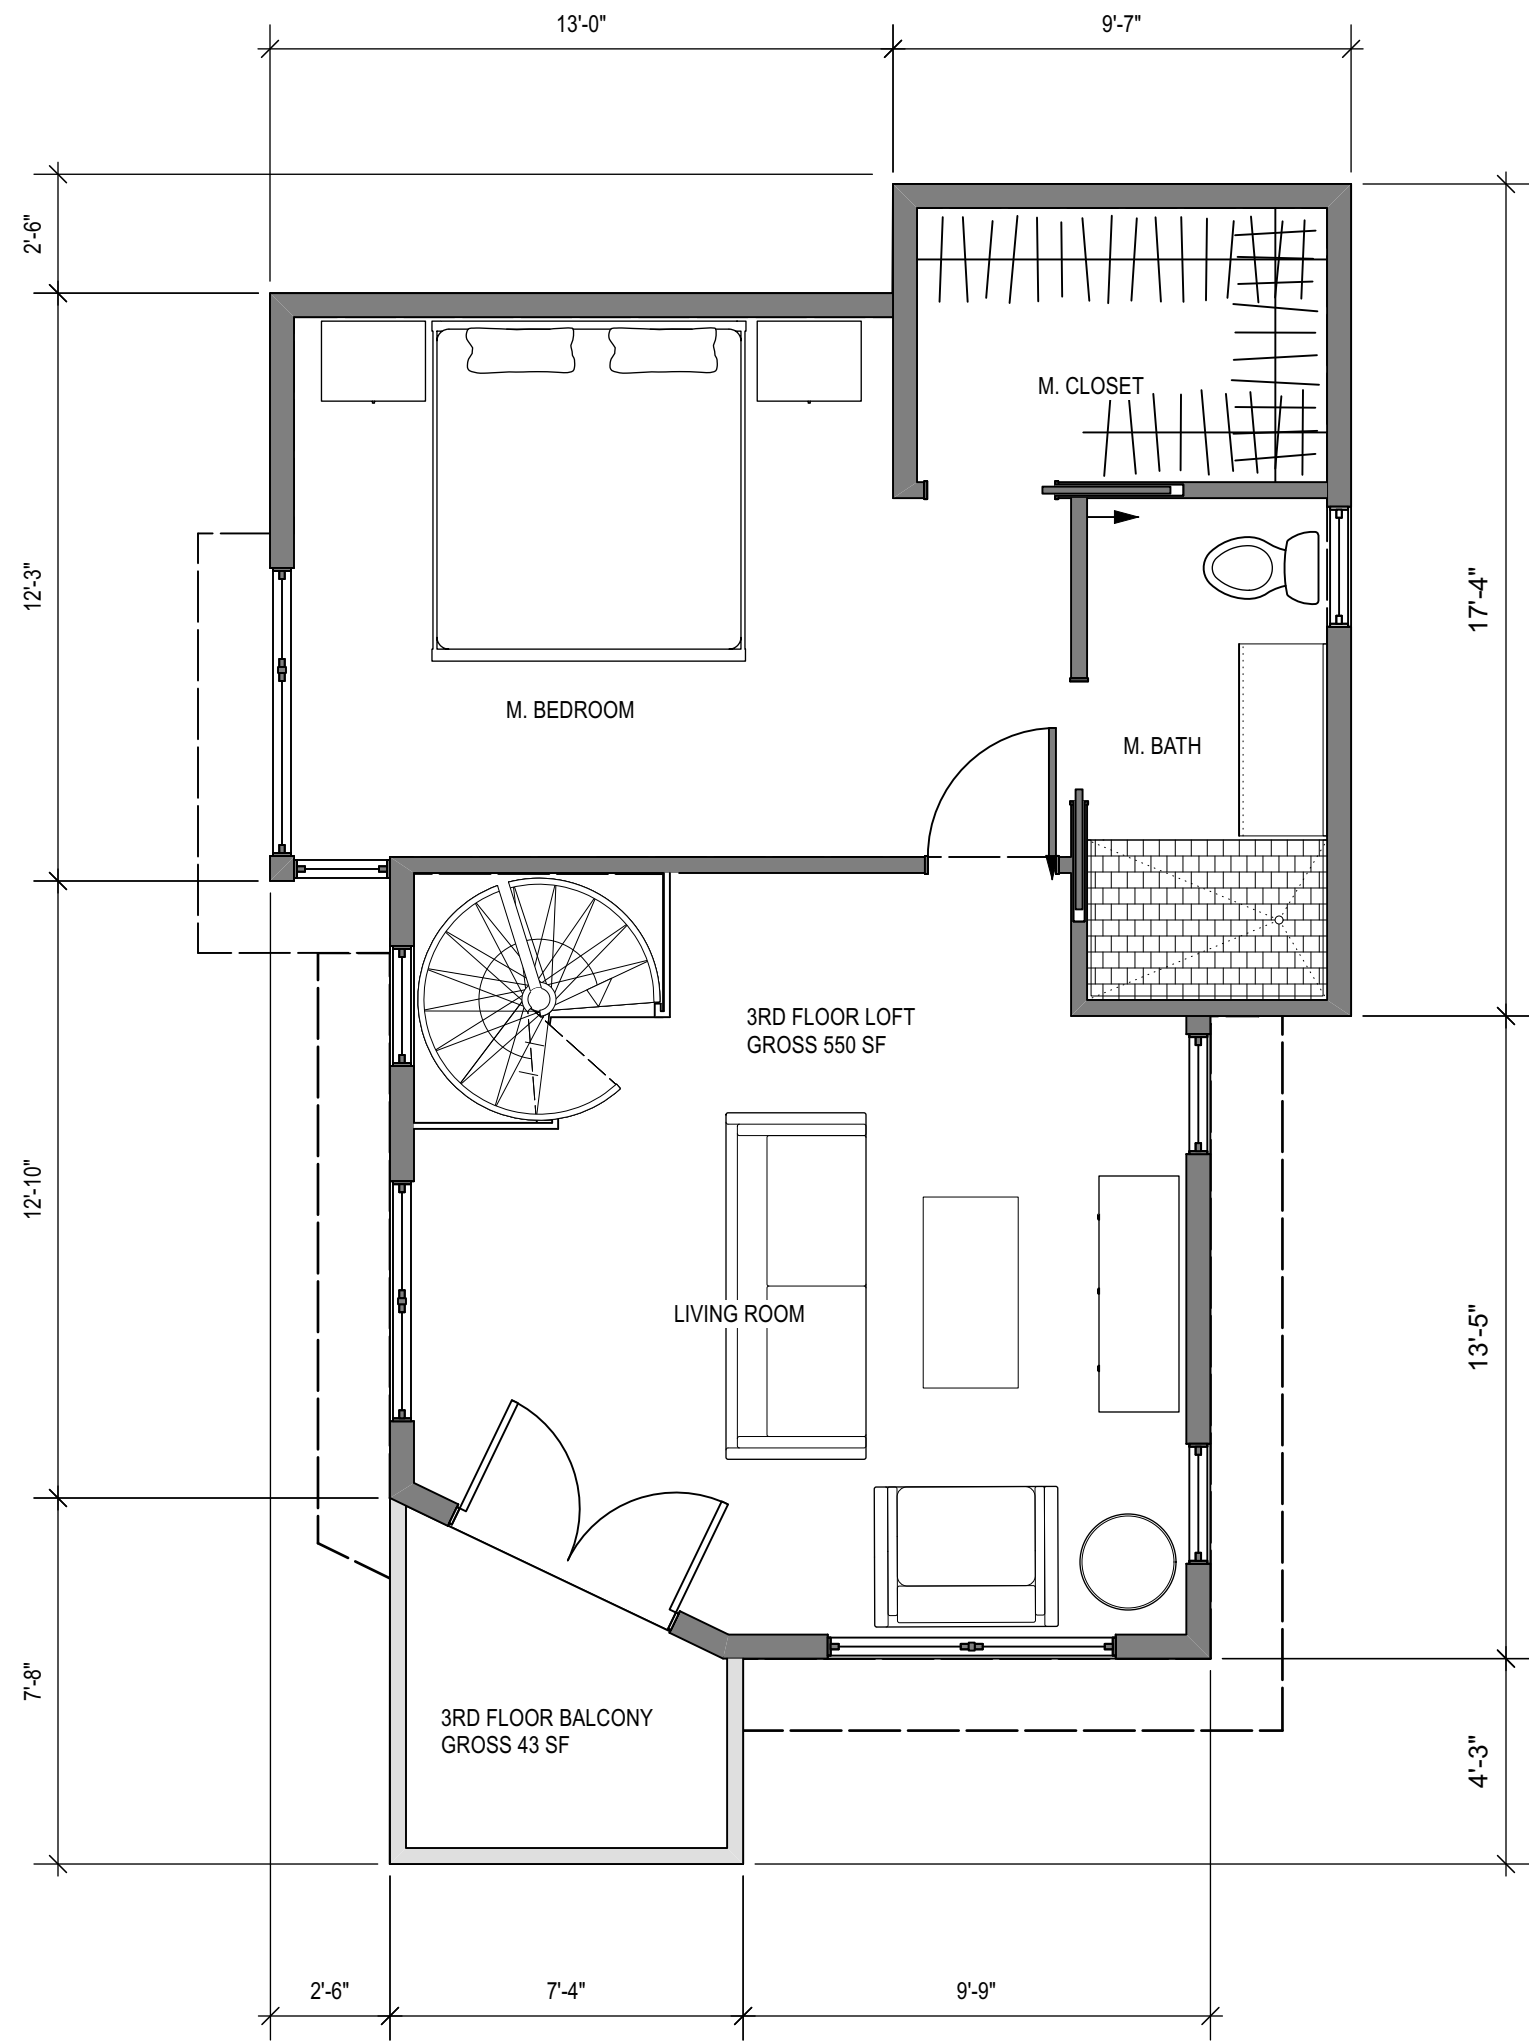 13'-0"
9'-7"
2'-6"
12'-3"
17'-4"
M. CLOSET
M. BEDROOM
M. BATH
3RD FLOOR LOFT
GROSS 550 SF
12'-10"
LIVING ROOM
13'-5"
7'-8"
3RD FLOOR BALCONY
GROSS 43 SF
4'-3"
2'-6"
7'-4"
9'-9"